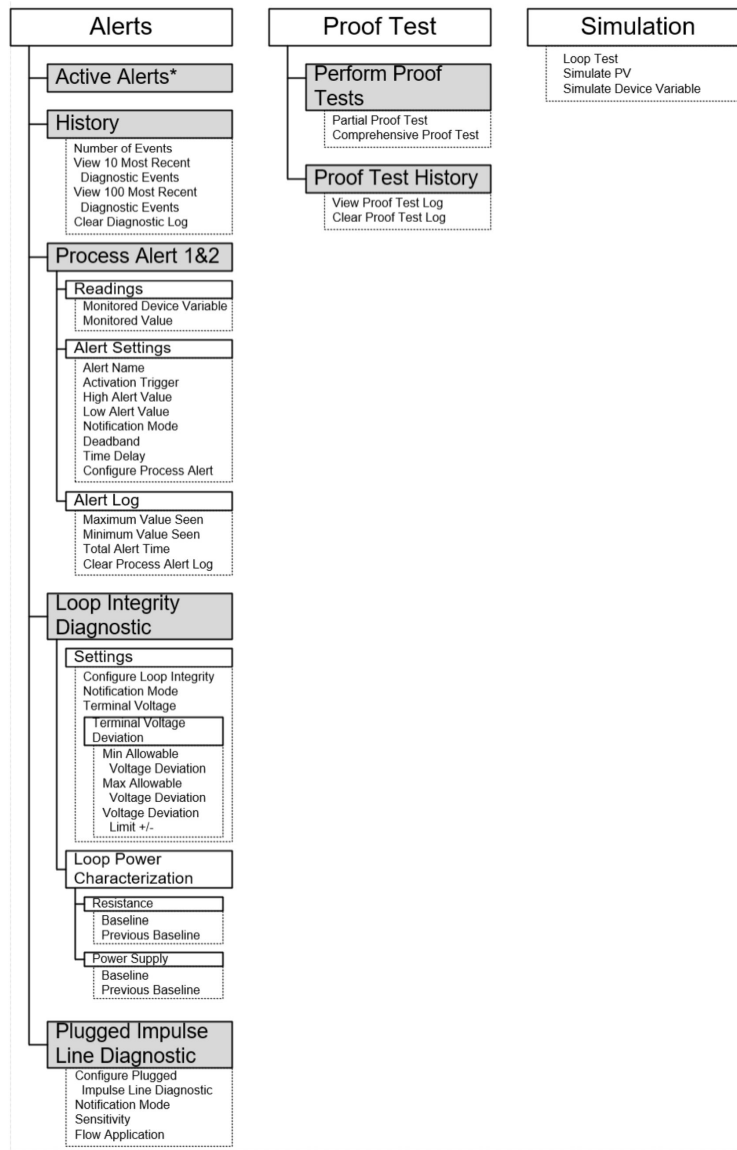 Alerts
Active Alerts*
History
Number of Events
View 10 Most Recent
Diagnostic Events
View 100 Most Recent
Diagnostic Events
Clear Diagnostic Log
Process Alert 1&2
Readings
Monitored Device Variable
Monitored Value
Alert Settings
Alert Name
Activation Trigger
High Alert Value
Low Alert Value
Notification Mode
Deadband
Time Delay
Configure Process Alert
Alert Log
Maximum Value Seen
Minimum Value Seen
Total Alert Time
Clear Process Alert Log
Loop Integrity
Diagnostic
Settings
Configure Loop Integrity
Notification Mode
Terminal Voltage
Terminal Voltage
Deviation
Min Allowable
Voltage Deviation
Max Allowable
Voltage Deviation
Voltage Deviation
Limit +/-
Loop Power
Characterization
Resistance
Baseline
Previous Baseline
Power Supply
Baseline
Previous Baseline
Plugged Impulse
Line Diagnostic
Configure Plugged
Impulse Line Diagnostic
Notification Mode
Sensitivity
Flow Application
Proof Test
Perform Proof
Tests
Partial Proof Test
Comprehensive Proof Test
Proof Test History
View Proof Test Log
Clear Proof Test Log
Simulation
Loop Test
Simulate PV
Simulate Device Variable